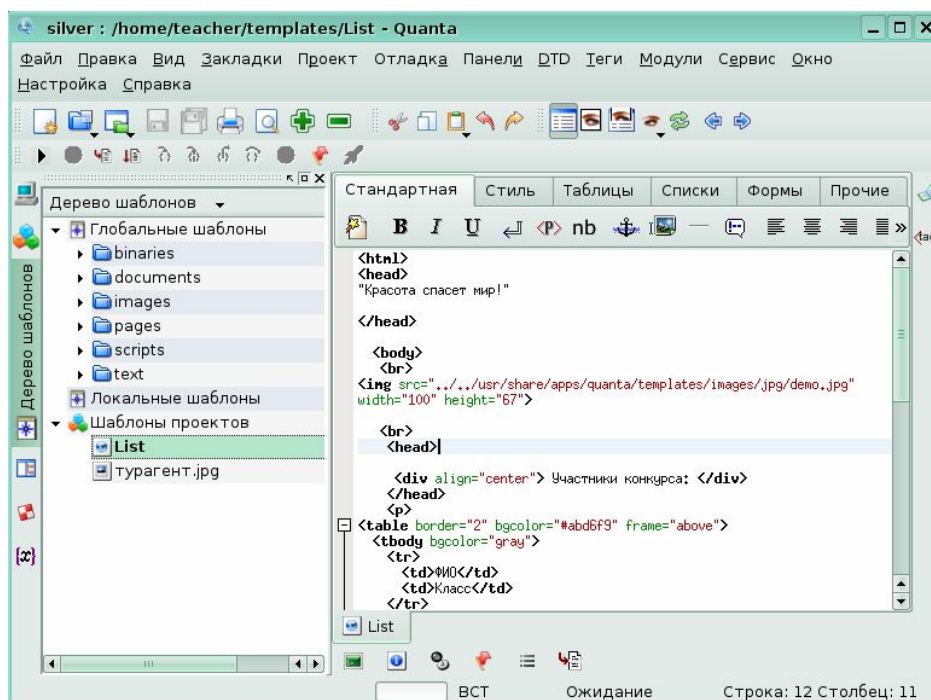 silver : /home/teacher/templates/List - Quanta
Файл Правка Вид Закладки Проект Отладка Панели DTD Теги Модули Сервис Окно
Настройка Справка
Дерево шаблонов
Глобальные шаблоны
binaries
documents
images
pages
scripts
text
Локальные шаблоны
Шаблоны проектов
List
турагент.jpg
Дерево шаблонов
{x}
Стандартная Стиль Таблицы Списки Формы Прочие
B I U <P> nb
<html>
<head>
"Красота спасет мир!"
</head>
<body>
<br>
<img src="../../usr/share/apps/quanta/templates/images/jpg/demo.jpg"
width="100" height="67">
<br>
<head>
<div align="center"> Участники конкурса: </div>
</head>
<p>
<table border="2" bgcolor="#abd6f9" frame="above">
<tbody bgcolor="gray">
<tr>
<td>ФИО</td>
<td>Класс</td>
</tr>
List
ВСТ Ожидание Строка: 12 Столбец: 11